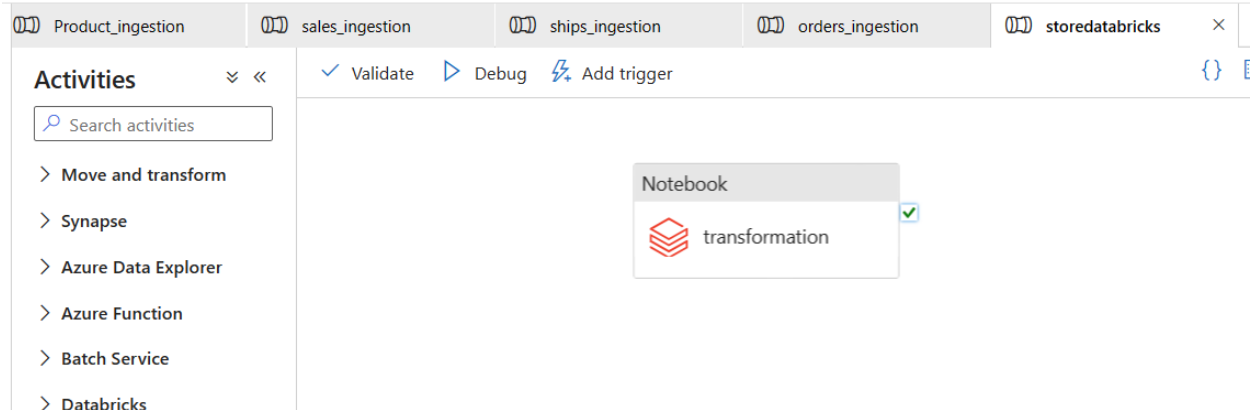 Product_ingestion sales_ingestion ships_ingestion orders_ingestion storedatabricks
Activities
Validate Debug Add trigger { }
Search activities
Move and transform
Notebook
Synapse
transformation
Azure Data Explorer
Azure Function
Batch Service
Databricks